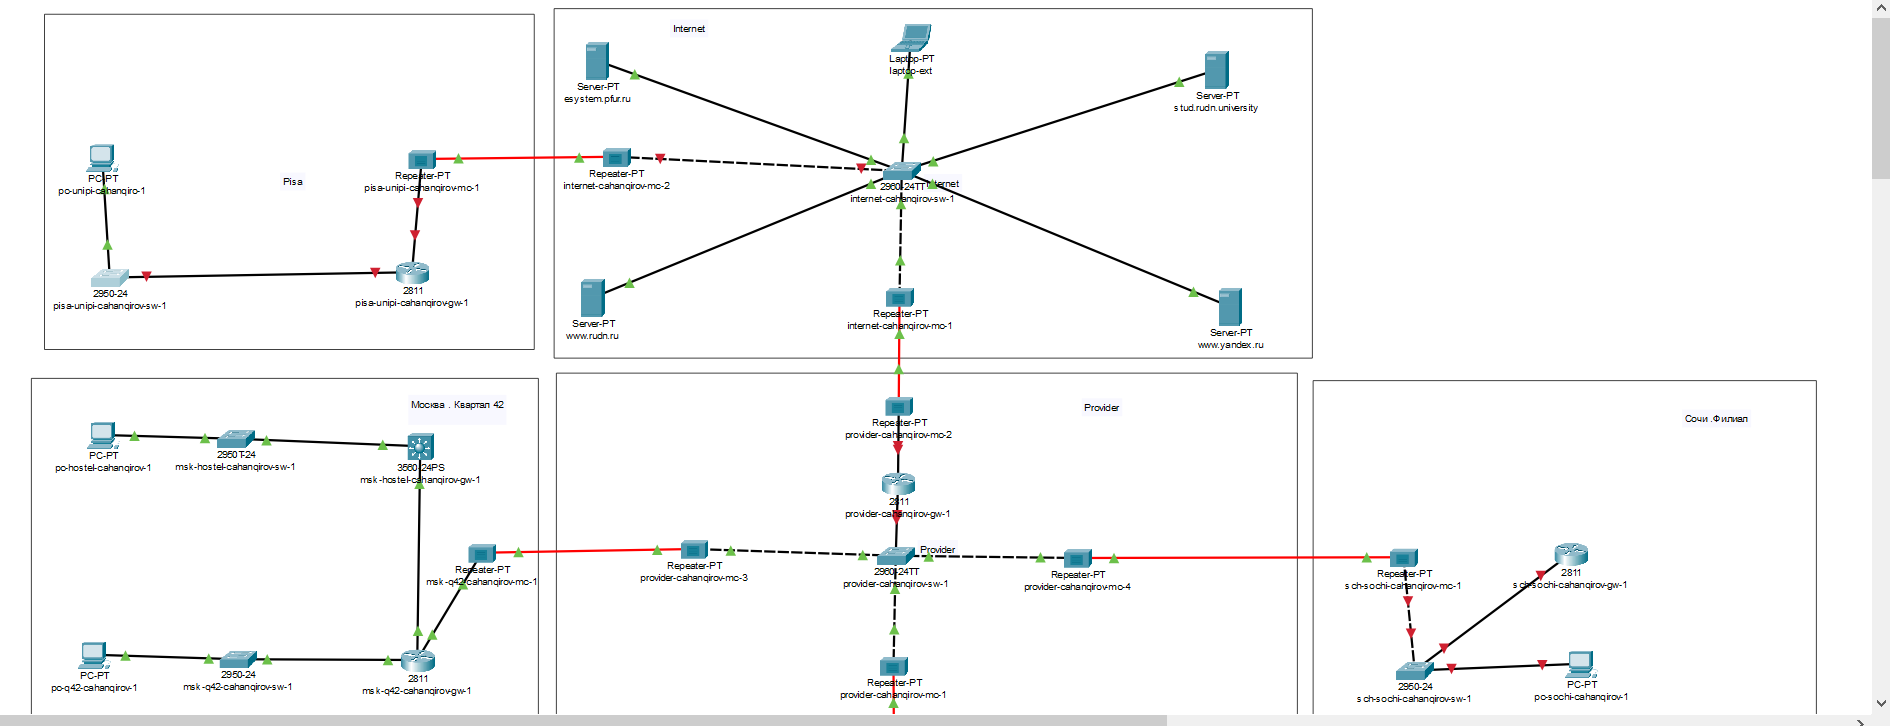 Pisa
PC-PT
pc-unipi-cahanqiro-1
Repeater-PT
pisa-unipi-cahanqirov-mc-1
2950-24
pisa-unipi-cahanqirov-sw-1
2811
pisa-unipi-cahanqirov-gw-1
Internet
Server-PT
esystem.pfur.ru
Laptop-PT
laptop-ext
Server-PT
stud.rudn.university
Repeater-PT
internet-cahanqirov-mc-2
2960-24TT
Internet
internet-cahanqirov-sw-1
Server-PT
www.rudn.ru
Repeater-PT
internet-cahanqirov-mc-1
Server-PT
www.yandex.ru
Москва . Квартал 42
PC-PT
pc-hostel-cahanqirov-1
2950T-24
msk-hostel-cahanqirov-sw-1
3560-24PS
msk-hostel-cahanqirov-gw-1
Repeater-PT
msk-q42-cahanqirov-mc-1
PC-PT
pc-q42-cahanqirov-1
2950-24
msk-q42-cahanqirov-sw-1
2811
msk-q42-cahanqirov-gw-1
Provider
Repeater-PT
provider-cahanqirov-mc-2
2811
provider-cahanqirov-gw-1
Repeater-PT
provider-cahanqirov-mc-3
Provider
2960-24TT
provider-cahanqirov-sw-1
Repeater-PT
provider-cahanqirov-mc-4
Repeater-PT
provider-cahanqirov-mc-1
Сочи .Филиал
Repeater-PT
sch-sochi-cahanqirov-mc-1
2811
sch-sochi-cahanqirov-gw-1
2950-24
sch-sochi-cahanqirov-sw-1
PC-PT
pc-sochi-cahanqirov-1